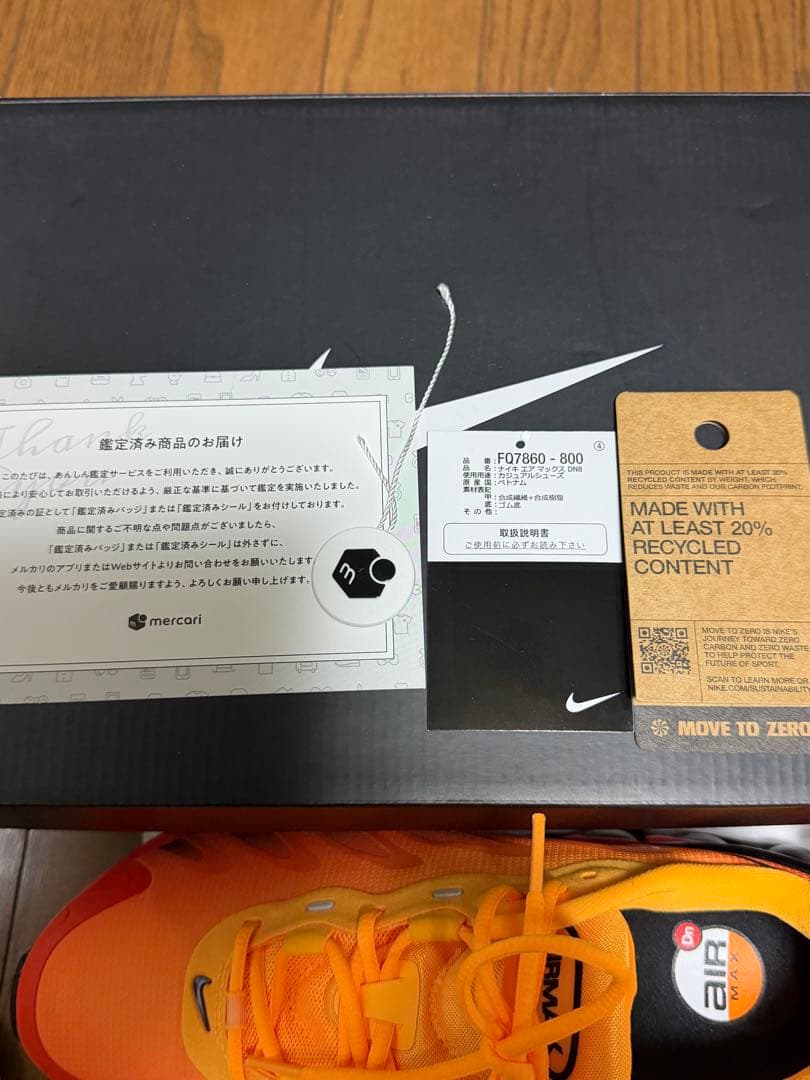 Thank
鑑定済み商品のお届け
このたびは、あんしん鑑定サービスをご利用いただき、誠にありがとうございます。
により安心してお取引いただけるよう、厳正な基準に基づいて鑑定を実施いたしました。
定済みの証として「鑑定済みバッジ」または「鑑定済みシール」をお付けしております。
商品に関するご不明な点や問題点がございましたら、
「鑑定済みバッジ」または「鑑定済みシール」は外さずに、
メルカリのアプリまたはWebサイトよりお問い合わせをお願いいたします
今後ともメルカリをご愛顧賜りますよう、よろしくお願い申し上げます。
mercari
④
品番:FQ7860 - 800
品名:ナイキ エア マックス DN8
使用用途:カジュアルシューズ
原産国:ベトナム
素材表記
甲:合成繊維+合成樹脂
底:ゴム底
その他:
取扱説明書
ご使用前に必ずお読み下さい
THIS PRODUCT IS MADE WITH AT LEAST 20%
RECYCLED CONTENT BY WEIGHT, WHICH
REDUCES WASTE AND OUR CARBON FOOTPRINT.
MADE WITH
AT LEAST 20%
RECYCLED
CONTENT
MOVE TO ZERO IS NIKE'S
JOURNEY TOWARD ZERO
CARBON AND ZERO WASTE
TO HELP PROTECT THE
FUTURE OF SPORT.
SCAN TO LEARN MORE OR
NIKE.COM/SUSTAINABILITY
MOVE TO ZERO
AIRMAX
Dn
AIR
MAX